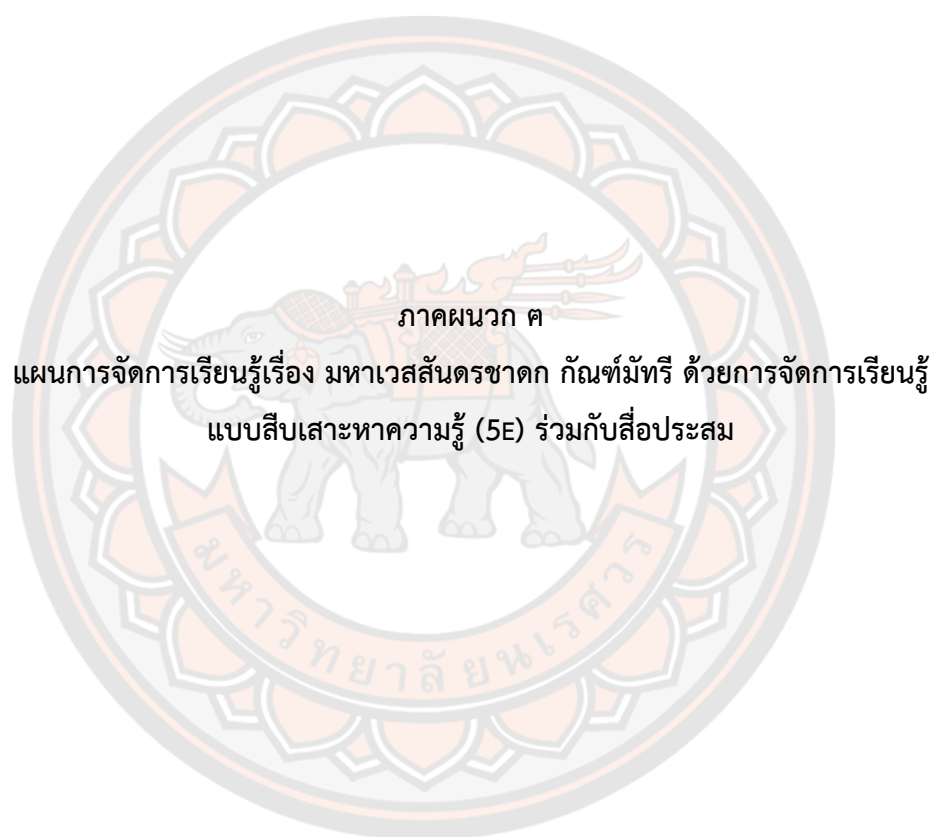 ภาคผนวก ฅ
แผนการจัดการเรียนรู้เรื่อง มหาเวสสันดรชาดก กัณฑ์มัทรี ด้วยการจัดการเรียนรู้
แบบสืบเสาะหาความรู้ (5E) ร่วมกับสื่อประสม
มหาวิทยาลัยนเรศวร